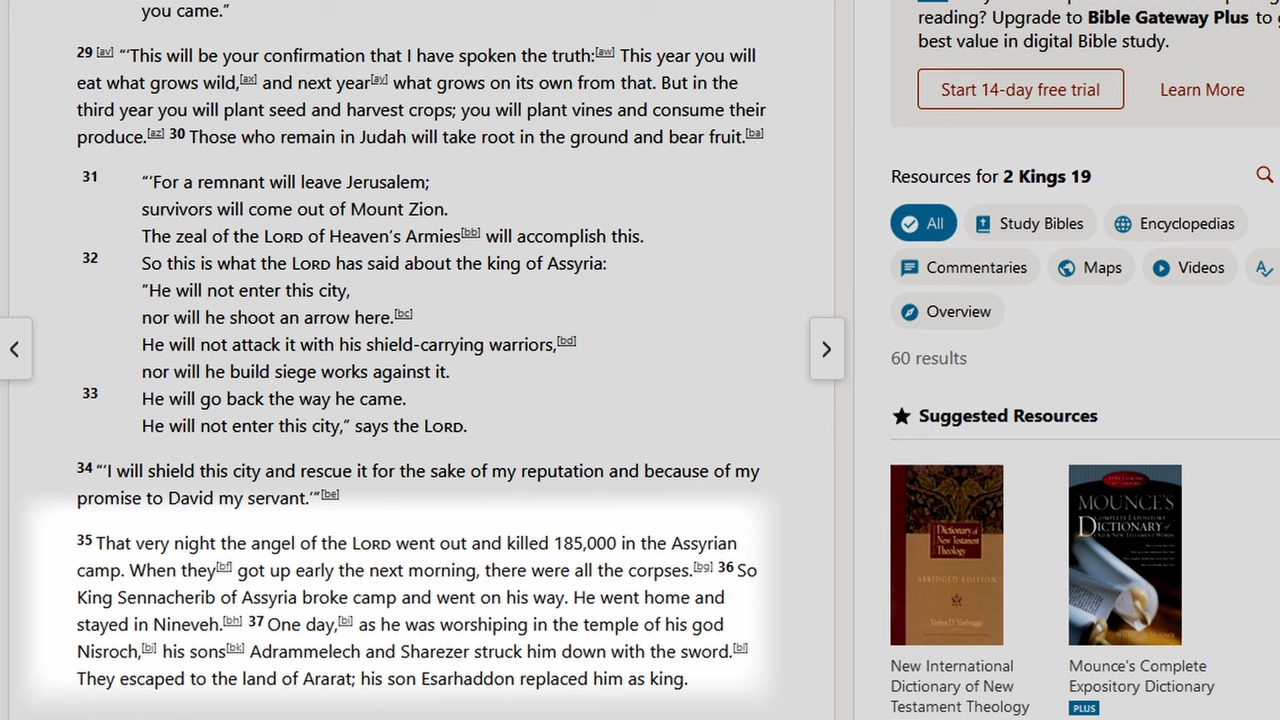 you came.”
29 [av] “‘This will be your confirmation that I have spoken the truth:[aw] This year you will
eat what grows wild,[ax] and next year[ay] what grows on its own from that. But in the
third year you will plant seed and harvest crops; you will plant vines and consume their
produce.[az] 30 Those who remain in Judah will take root in the ground and bear fruit.[ba]
31 “‘For a remnant will leave Jerusalem;
survivors will come out of Mount Zion.
The zeal of the LORD of Heaven’s Armies[bb] will accomplish this.
32 So this is what the LORD has said about the king of Assyria:
“He will not enter this city,
nor will he shoot an arrow here.[bc]
He will not attack it with his shield-carrying warriors,[bd]
nor will he build siege works against it.
33 He will go back the way he came.
He will not enter this city,” says the LORD.
34 “‘I will shield this city and rescue it for the sake of my reputation and because of my
promise to David my servant.’”[be]
35 That very night the angel of the LORD went out and killed 185,000 in the Assyrian
camp. When they[bf] got up early the next morning, there were all the corpses.[bg] 36 So
King Sennacherib of Assyria broke camp and went on his way. He went home and
stayed in Nineveh.[bh] 37 One day,[bi] as he was worshiping in the temple of his god
Nisroch,[bj] his sons[bk] Adrammelech and Sharezer struck him down with the sword.[bl]
They escaped to the land of Ararat; his son Esarhaddon replaced him as king.
reading? Upgrade to Bible Gateway Plus to
best value in digital Bible study.
Start 14-day free trial
Learn More
Resources for 2 Kings 19
All
Study Bibles
Encyclopedias
Commentaries
Maps
Videos
Overview
60 results
Suggested Resources
Dictionary of
New Testament
Theology
ABRIDGED EDITION
MOUNCE'S
COMPLETE EXPOSITORY
DICTIONARY
of
OLD & NEW TESTAMENT WORDS
New International
Dictionary of New
Testament Theology
Mounce's Complete
Expository Dictionary
PLUS